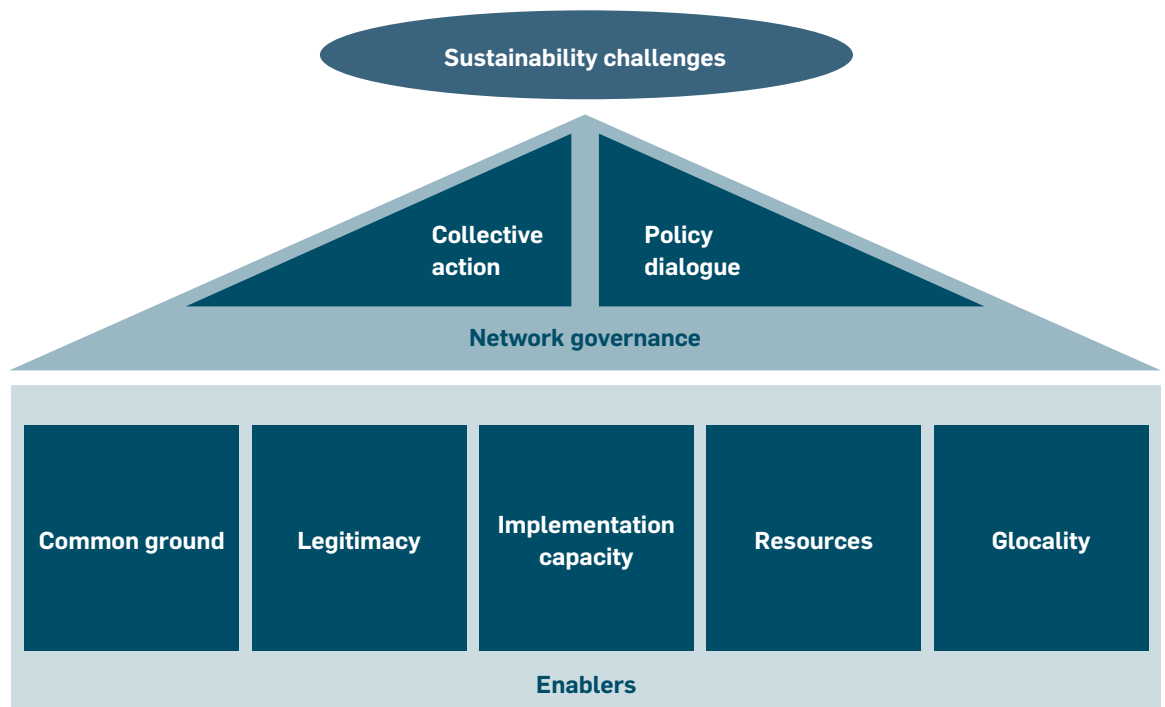 Sustainability challenges
Collective
action
Policy
dialogue
Network governance
Common ground
Legitimacy
Implementation
capacity
Resources
Glocality
Enablers